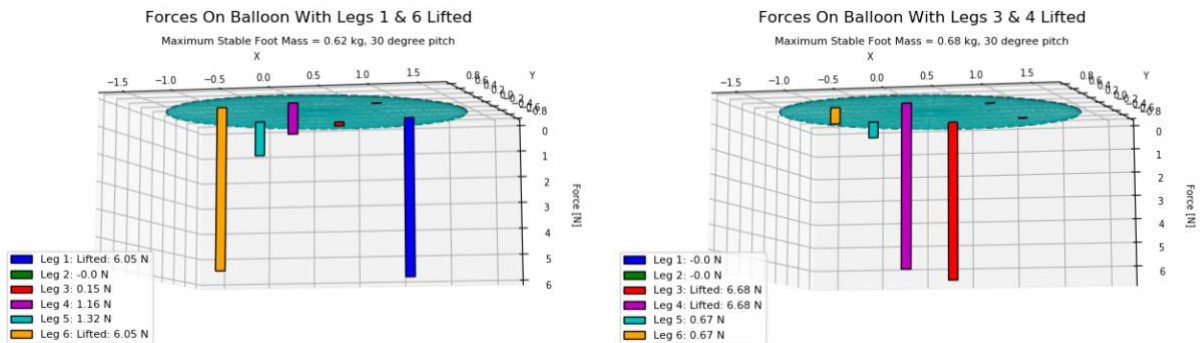 Forces On Balloon With Legs 1 & 6 Lifted
Maximum Stable Foot Mass = 0.62 kg, 30 degree pitch
X
Y
−1.5
−1.0
−0.5
0.0
0.5
1.0
1.5
0
1
2
3
4
5
6
Force [N]
Leg 1: Lifted: 6.05 N
Leg 2: -0.0 N
Leg 3: 0.15 N
Leg 4: 1.16 N
Leg 5: 1.32 N
Leg 6: Lifted: 6.05 N
Forces On Balloon With Legs 3 & 4 Lifted
Maximum Stable Foot Mass = 0.68 kg, 30 degree pitch
X
Y
−1.5
−1.0
−0.5
0.0
0.5
1.0
1.5
0
1
2
3
4
5
6
Force [N]
Leg 1: -0.0 N
Leg 2: -0.0 N
Leg 3: Lifted: 6.68 N
Leg 4: Lifted: 6.68 N
Leg 5: 0.67 N
Leg 6: 0.67 N